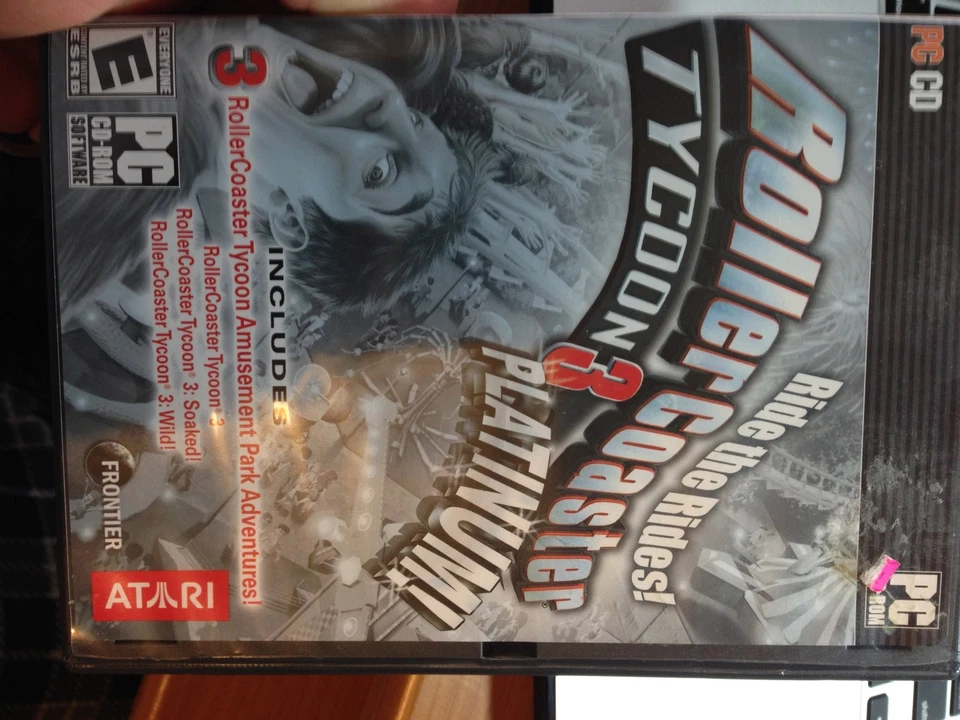 PC CD
PC
ROM
Ride the Rides!
RollerCoaster®
TYCOON 3
PLATINUM!
INCLUDES
3 RollerCoaster Tycoon Amusement Park Adventures!
RollerCoaster Tycoon® 3
RollerCoaster Tycoon® 3: Soaked!
RollerCoaster Tycoon® 3: Wild!
EVERYONE
E
ESRB
PC
CD-ROM
SOFTWARE
FRONTIER
ATARI